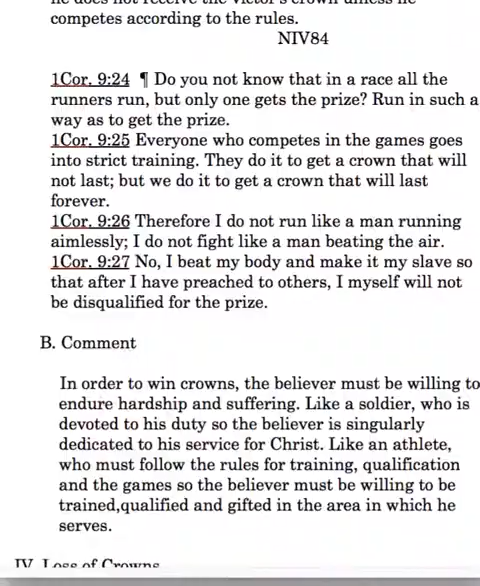 competes according to the rules.
NIV84
1Cor. 9:24 ¶ Do you not know that in a race all the
runners run, but only one gets the prize? Run in such a
way as to get the prize.
1Cor. 9:25 Everyone who competes in the games goes
into strict training. They do it to get a crown that will
not last; but we do it to get a crown that will last
forever.
1Cor. 9:26 Therefore I do not run like a man running
aimlessly; I do not fight like a man beating the air.
1Cor. 9:27 No, I beat my body and make it my slave so
that after I have preached to others, I myself will not
be disqualified for the prize.
B. Comment
In order to win crowns, the believer must be willing to
endure hardship and suffering. Like a soldier, who is
devoted to his duty so the believer is singularly
dedicated to his service for Christ. Like an athlete,
who must follow the rules for training, qualification
and the games so the believer must be willing to be
trained,qualified and gifted in the area in which he
serves.
IV. Loss of Crowns